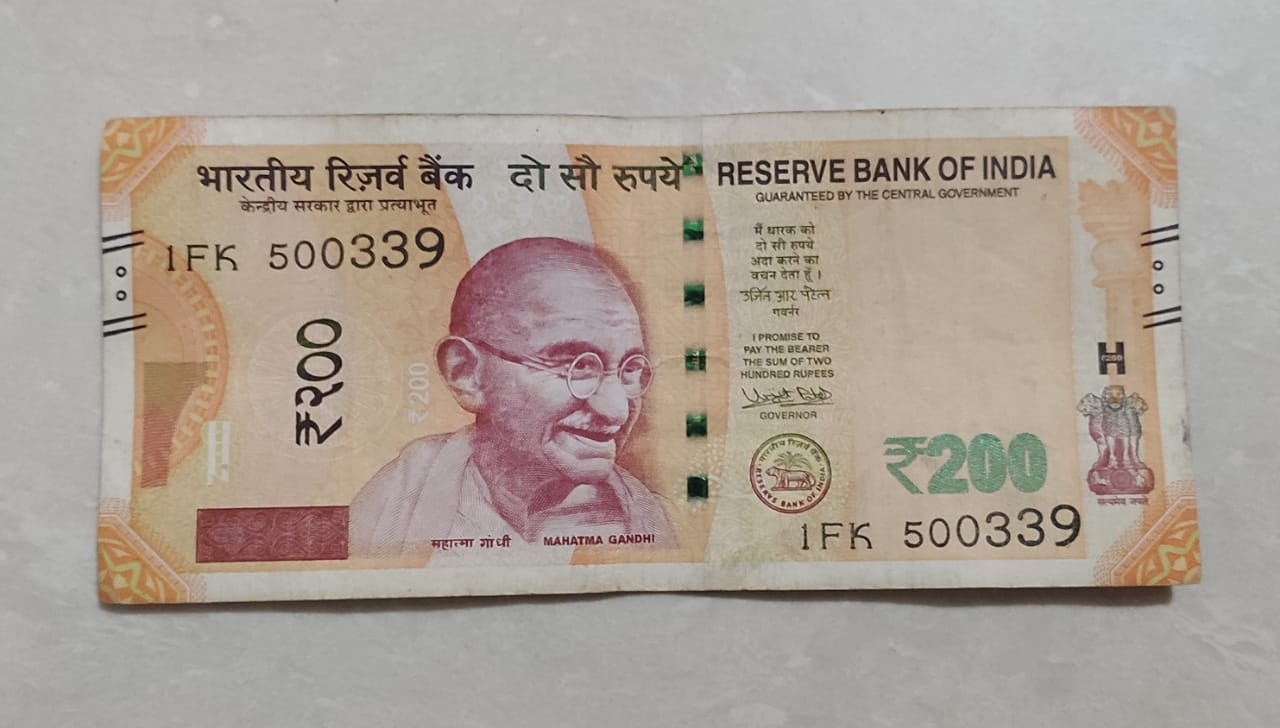 भारतीय रिज़र्व बैंक
केन्द्रीय सरकार द्वारा प्रत्याभूत
दो सौ रुपये
RESERVE BANK OF INDIA
GUARANTEED BY THE CENTRAL GOVERNMENT
1FK 500339
₹२००
₹200
मैं धारक को
दो सौ रुपये
अदा करने का
वचन देता हूँ ।
उर्जित आर पटेल
गवर्नर
I PROMISE TO
PAY THE BEARER
THE SUM OF TWO
HUNDRED RUPEES
GOVERNOR
भारतीय रिज़र्व बैंक
RESERVE BANK OF INDIA
H
₹200
सत्यमेव जयते
₹200
महात्मा गांधी
MAHATMA GANDHI
1FK 500339